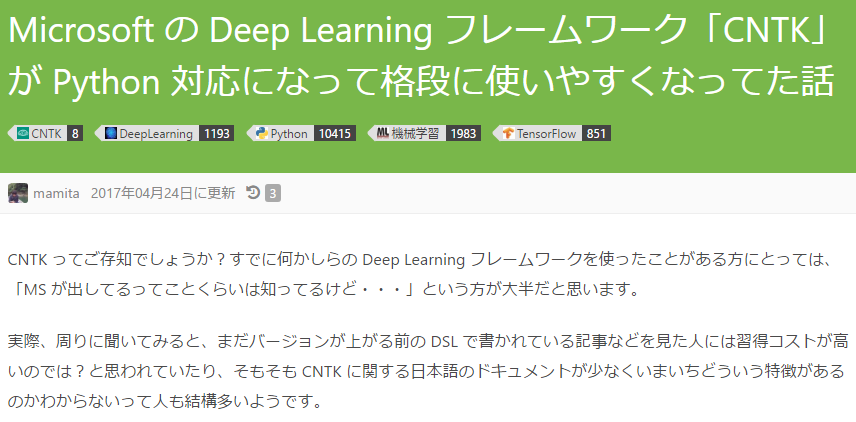 Microsoft の Deep Learning フレームワーク「CNTK」
が Python 対応になって格段に使いやすくなってた話
CNTK 8 DeepLearning 1193 Python 10415 ML 機械学習 1983 TensorFlow 851
mamita 2017年04月24日に更新 3
CNTK ってご存知でしょうか？すでに何かしらの Deep Learning フレームワークを使ったことがある方にとっては、
「MS が出してるってことくらいは知ってるけど・・・」という方が大半だと思います。
実際、周りに聞いてみると、まだバージョンが上がる前の DSL で書かれている記事などを見た人には習得コストが高
いのでは？と思われていたり、そもそも CNTK に関する日本語のドキュメントが少なくいまいちどういう特徴がある
のかわからないって人も結構多いようです。